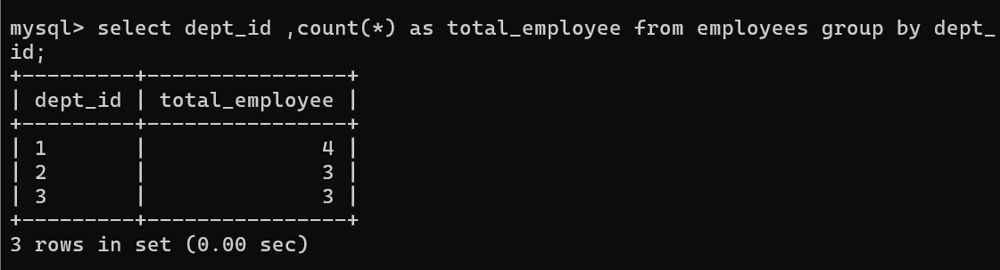 mysql> select dept_id ,count(*) as total_employee from employees group by dept_
id;
+---------+----------------+
| dept_id | total_employee |
+---------+----------------+
| 1       |              4 |
| 2       |              3 |
| 3       |              3 |
+---------+----------------+
3 rows in set (0.00 sec)